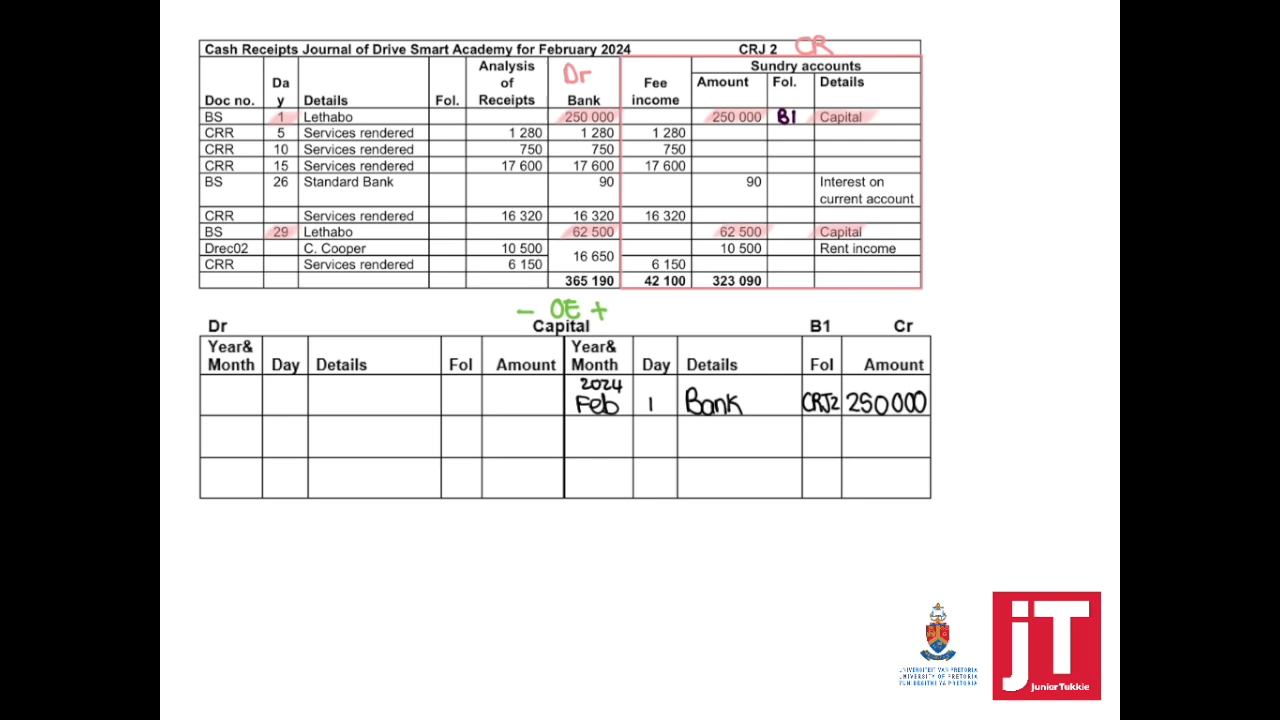 Cash Receipts Journal of Drive Smart Academy for February 2024 CRJ 2 CR
Doc no. Day Details Fol. Analysis of Receipts Dr Bank Fee income Sundry accounts
Amount Fol. Details
BS 1 Lethabo 250 000 250 000 B1 Capital
CRR 5 Services rendered 1 280 1 280 1 280
CRR 10 Services rendered 750 750 750
CRR 15 Services rendered 17 600 17 600 17 600
BS 26 Standard Bank 90 90 Interest on
current account
CRR Services rendered 16 320 16 320 16 320
BS 29 Lethabo 62 500 62 500 Capital
Drec02 C. Cooper 10 500 16 650 10 500 Rent income
CRR Services rendered 6 150 6 150
365 190 42 100 323 090
- OE +
Dr Capital B1 Cr
Year& Month Day Details Fol Amount Year& Month Day Details Fol Amount
2024
Feb 1 Bank CRJ2 250000
UNIVERSITEIT VAN PRETORIA
UNIVERSITY OF PRETORIA
YUNIBESITHI YA PRETORIA
jT
JuniorTukkie